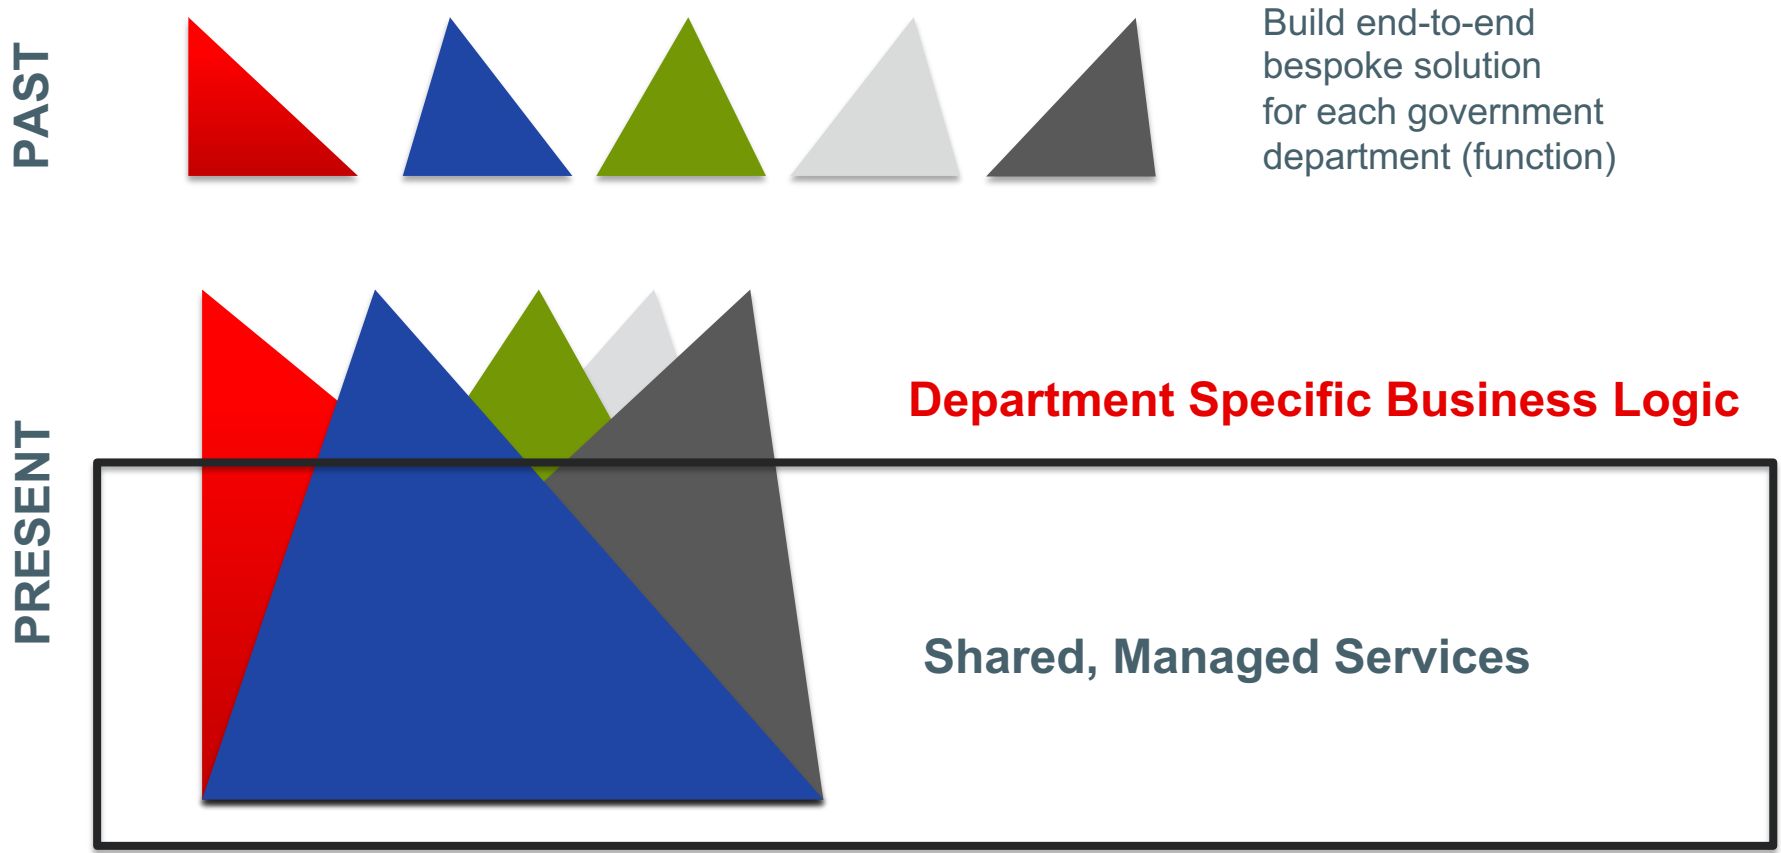 PAST
Build end-to-end
bespoke solution
for each government
department (function)
PRESENT
Department Specific Business Logic
Shared, Managed Services